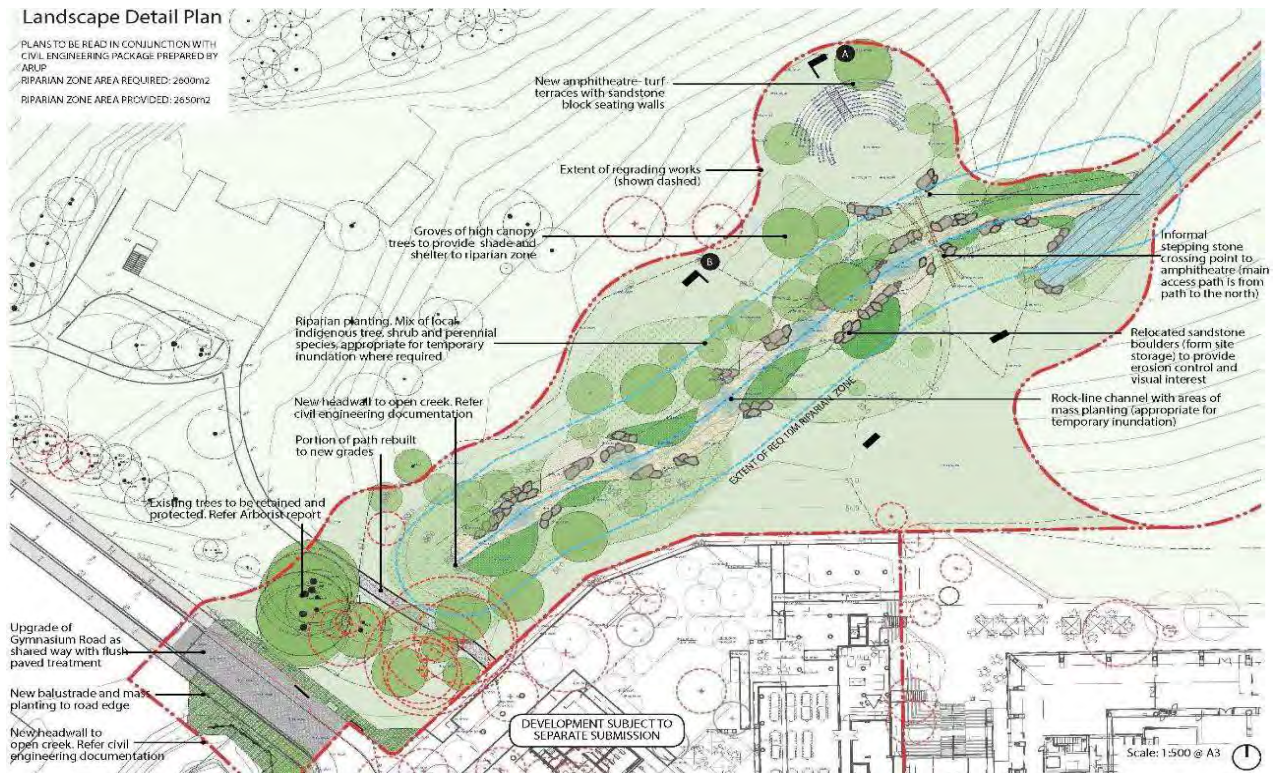 Landscape Detail Plan
PLANS TO BE READ IN CONJUNCTION WITH
CIVIL ENGINEERING PACKAGE PREPARED BY
ARUP
RIPARIAN ZONE AREA REQUIRED: 2600m2
RIPARIAN ZONE AREA PROVIDED: 2650m2
A
New amphitheatre- turf
terraces with sandstone
block seating walls
Extent of regrading works
(shown dashed)
Groves of high canopy
trees to provide shade and
shelter to riparian zone
B
Informal
stepping stone
crossing point to
amphitheatre (main
access path is from
path to the north)
Riparian planting. Mix of local
indigenous tree, shrub and perennial
species, appropriate for temporary
inundation where required
Relocated sandstone
boulders (form site
storage) to provide
erosion control and
visual interest
New headwall to open creek. Refer
civil engineering documentation
Rock-line channel with areas of
mass planting (appropriate for
temporary inundation)
EXTENT OF REQ 10M RIPARIAN ZONE
Portion of path rebuilt
to new grades
Existing trees to be retained and
protected. Refer Arborist report
Upgrade of
Gymnasium Road as
shared way with flush
paved treatment
New balustrade and mass
planting to road edge
New headwall to
open creek. Refer civil
engineering documentation
DEVELOPMENT SUBJECT TO
SEPARATE SUBMISSION
Scale: 1:500 @ A3